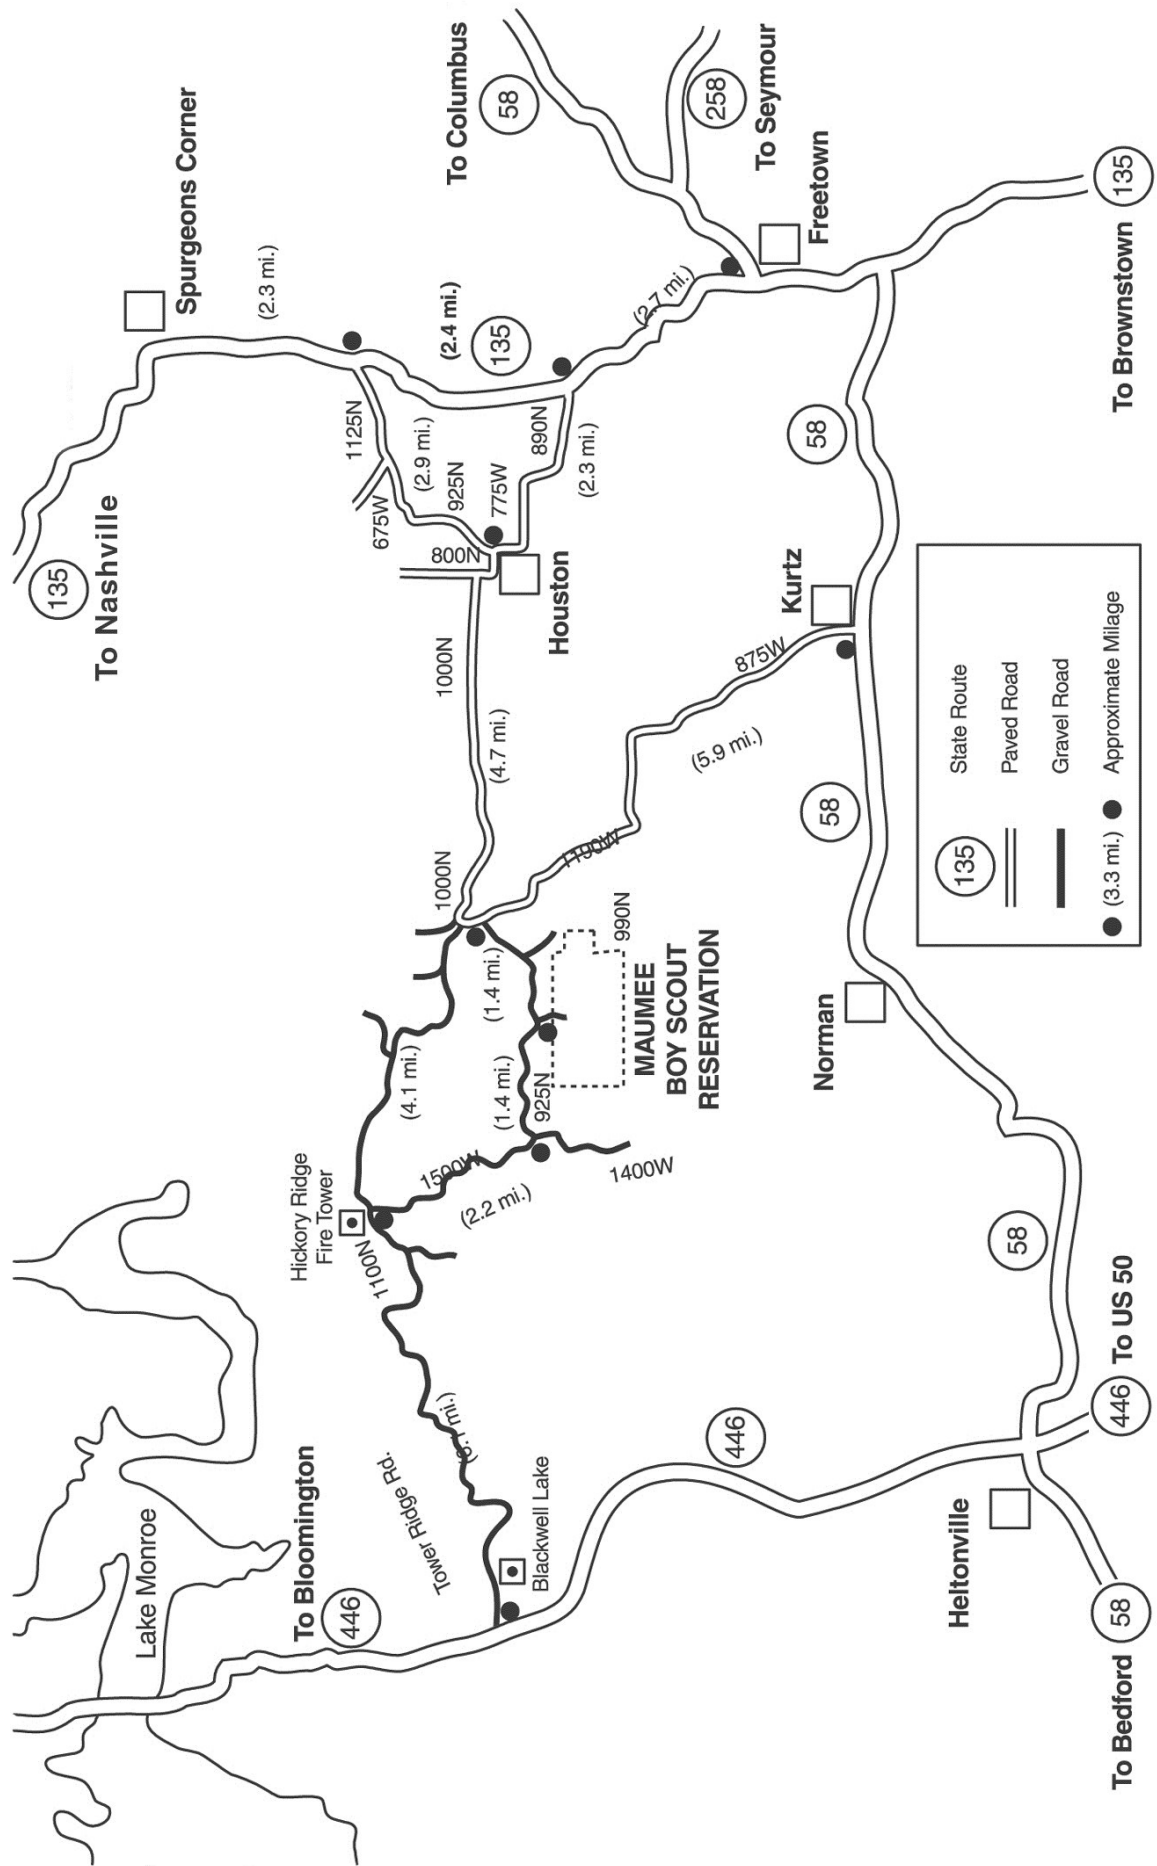 135
To Nashville
Lake Monroe
Spurgeons Corner
(2.3 mi.)
To Bloomington
446
Hickory Ridge
Fire Tower
1125N
675W
1100N
Tower Ridge Rd.
(4.1 mi.)
(2.9 mi.)
1500W
1000N
1000N
800N
925N
(2.4 mi.)
135
To Columbus
58
(2.2 mi.)
(1.4 mi.)
(1.4 mi.)
(4.7 mi.)
775W
Blackwell Lake
925N
890N
Houston
(2.3 mi.)
1190W
990N
1400W
MAUMEE
BOY SCOUT
RESERVATION
(2.7 mi.)
258
To Seymour
446
(5.9 mi.)
875W
Kurtz
Freetown
58
58
Norman
Heltonville
58
135 State Route
Paved Road
Gravel Road
(3.3 mi.) Approximate Milage
To Bedford
58
446
To US 50
To Brownstown
135